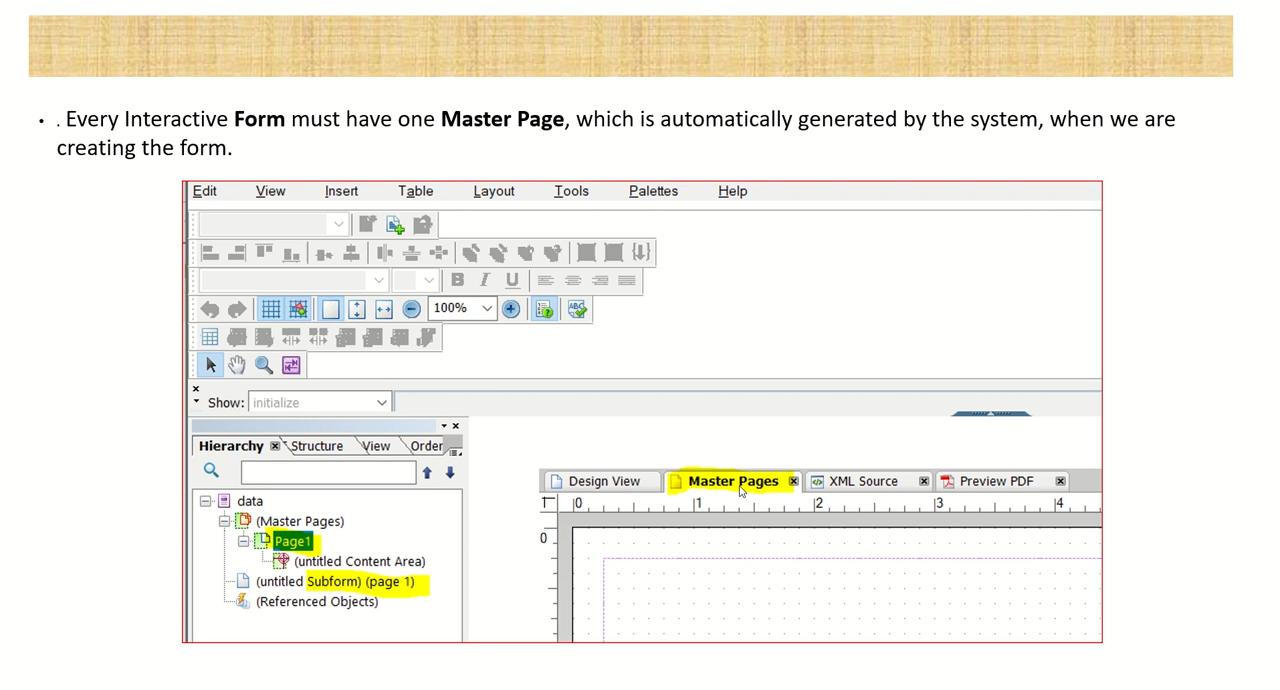 • . Every Interactive Form must have one Master Page, which is automatically generated by the system, when we are
creating the form.
Edit View Insert Table Layout Tools Palettes Help
B I U
100% ABC
Show: initialize
Hierarchy Structure View Order
data
(Master Pages)
Page1
(untitled Content Area)
(untitled Subform) (page 1)
(Referenced Objects)
Design View Master Pages XML Source Preview PDF
0 1 2 3 4
0